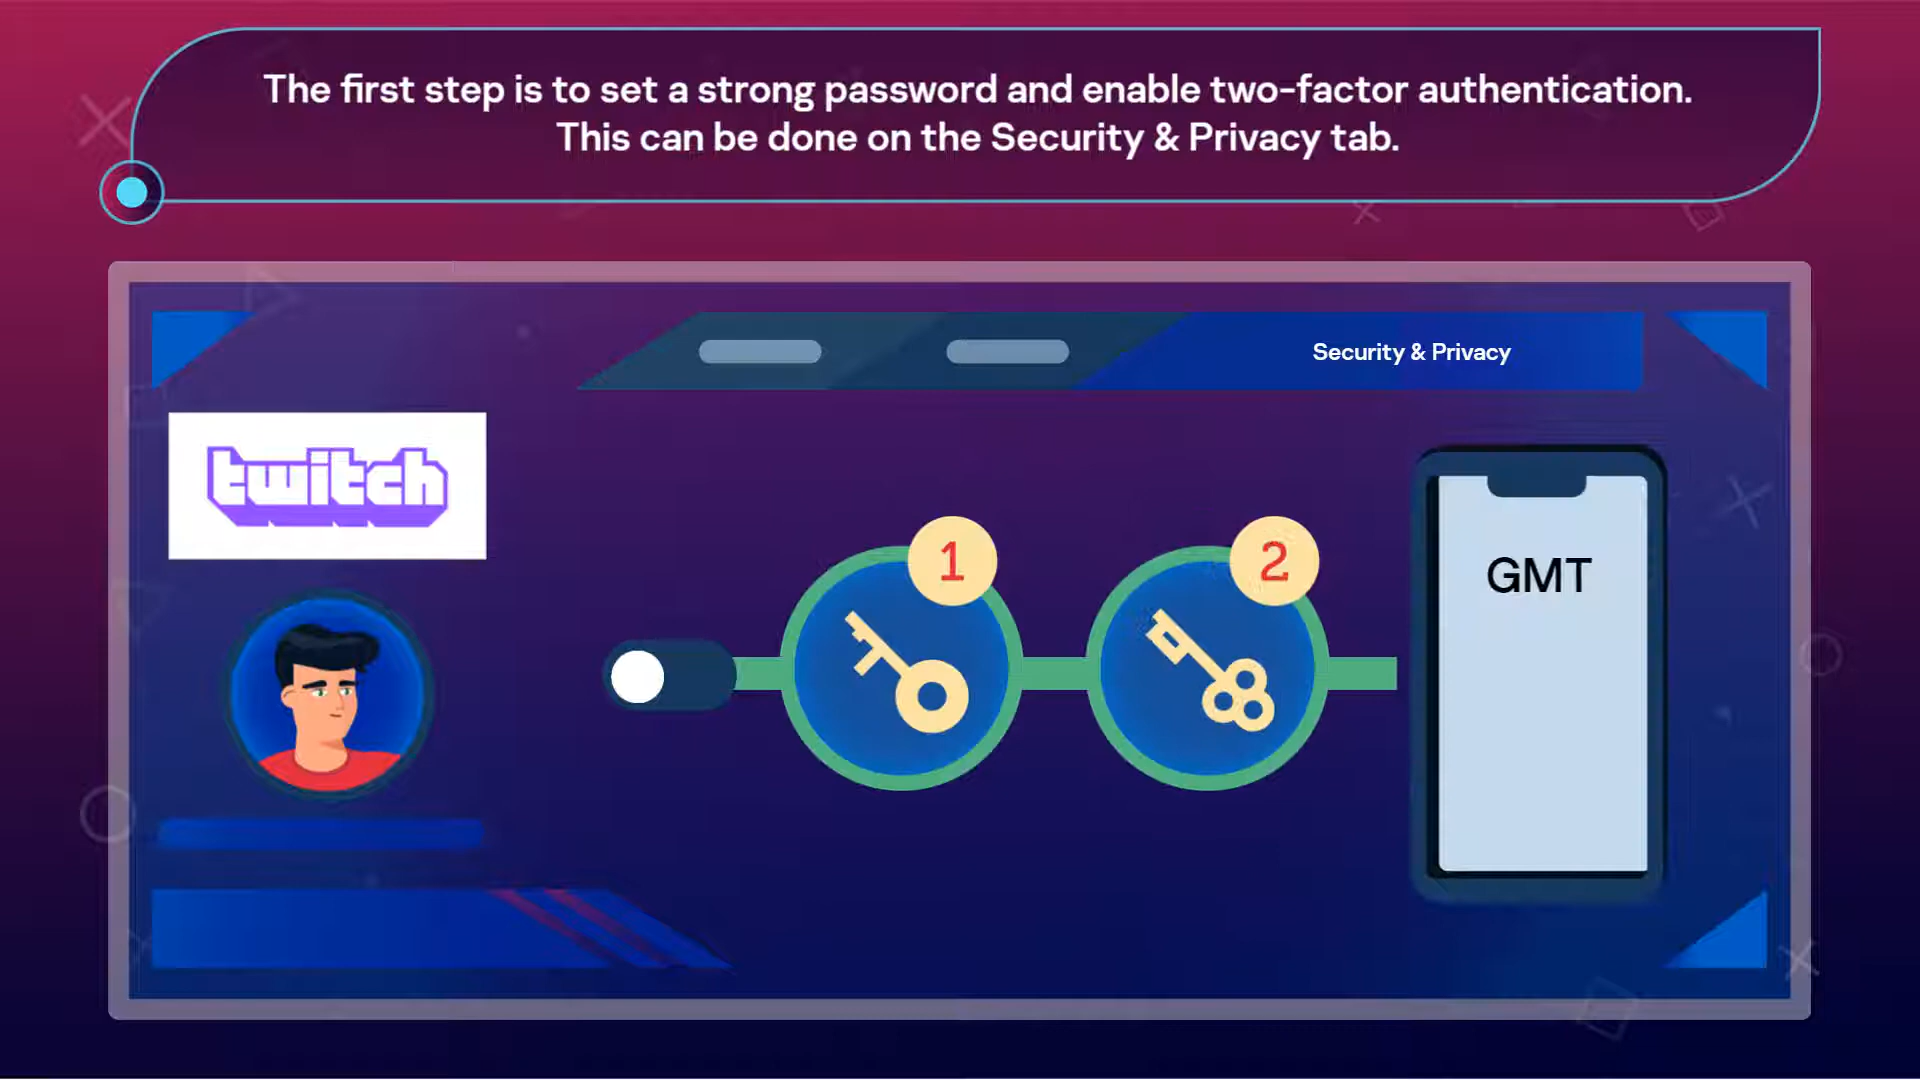 The first step is to set a strong password and enable two-factor authentication.
This can be done on the Security & Privacy tab.
Security & Privacy
twitch
1
2
GMT